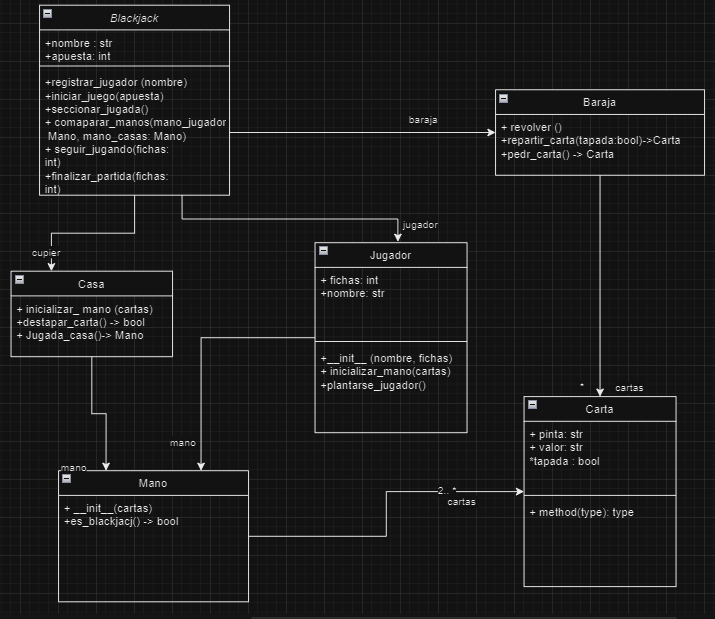 Blackjack
+nombre : str
+apuesta: int
+registrar_jugador (nombre)
+iniciar_juego(apuesta)
+seccionar_jugada()
+ comaparar_manos(mano_jugador
Mano, mano_casas: Mano)
+ seguir_jugando(fichas:
int)
+finalizar_partida(fichas:
int)
baraja
Baraja
+ revolver ()
+repartir_carta(tapada:bool)->Carta
+pedr_carta() -> Carta
cupier
jugador
Casa
+ inicializar_ mano (cartas)
+destapar_carta() -> bool
+ Jugada_casa()-> Mano
Jugador
+ fichas: int
+nombre: str
+__init__ (nombre, fichas)
+ inicializar_mano(cartas)
+plantarse_jugador()
* cartas
Carta
+ pinta: str
+ valor: str
*tapada : bool
+ method(type): type
mano
mano
Mano
+ __init__(cartas)
+es_blackjacj() -> bool
2.. *
cartas